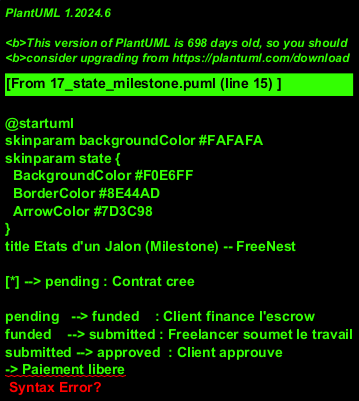 PlantUML 1.2024.6
<b>This version of PlantUML is 698 days old, so you should
<b>consider upgrading from https://plantuml.com/download
[From 17_state_milestone.puml (line 15) ]
@startuml
skinparam backgroundColor #FAFAFA
skinparam state {
BackgroundColor #F0E6FF
BorderColor #8E44AD
ArrowColor #7D3C98
}
title Etats d'un Jalon (Milestone) -- FreeNest
[*] --> pending : Contrat cree
pending --> funded : Client finance l'escrow
funded --> submitted : Freelancer soumet le travail
submitted --> approved : Client approuve
-> Paiement libere
Syntax Error?